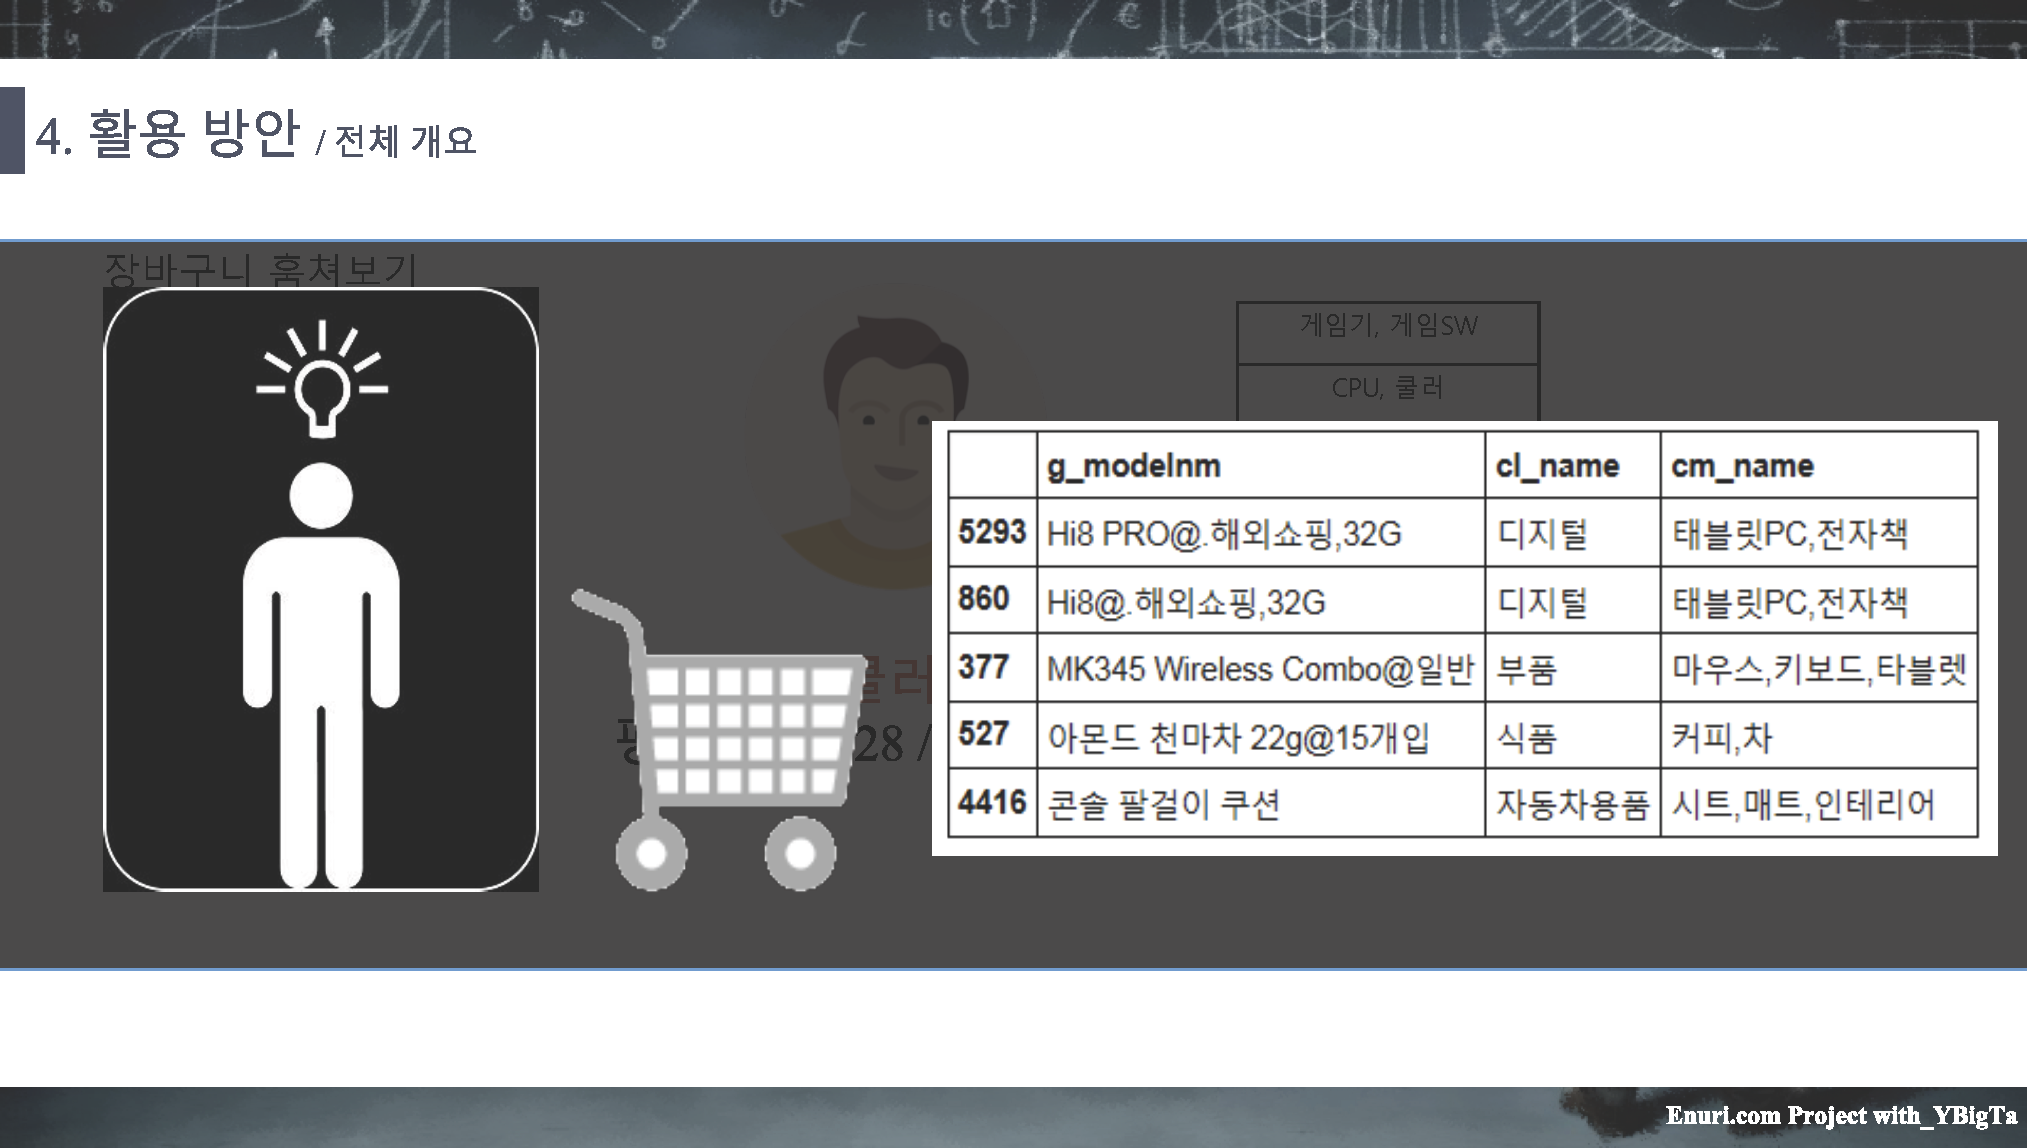 4. 활용 방안 / 전체 개요
장바구니 훔쳐보기
게임기, 게임SW
CPU, 쿨러
g_modelnm cl_name cm_name
5293 Hi8 PRO@.해외쇼핑,32G 디지털 태블릿PC,전자책
860 Hi8@.해외쇼핑,32G 디지털 태블릿PC,전자책
377 MK345 Wireless Combo@일반 부품 마우스,키보드,타블렛
527 아몬드 천마차 22g@15개입 식품 커피,차
4416 콘솔 팔걸이 쿠션 자동차용품 시트,매트,인테리어
28 /
Enuri.com Project with_YBigTa